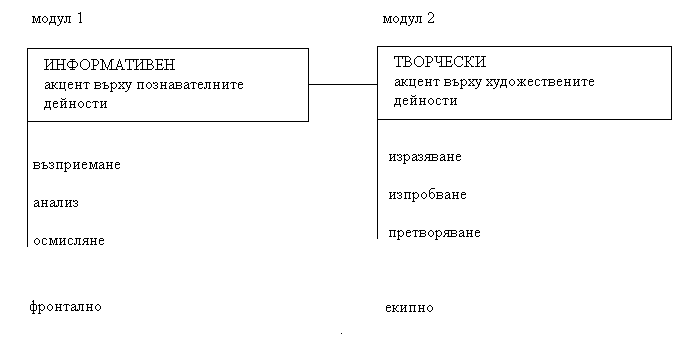 модул 1
ИНФОРМАТИВЕН
акцент върху познавателните
дейности
възприемане
анализ
осмисляне
фронтално
модул 2
ТВОРЧЕСКИ
акцент върху художествените
дейности
изразяване
изпробване
претворяване
екипно
.